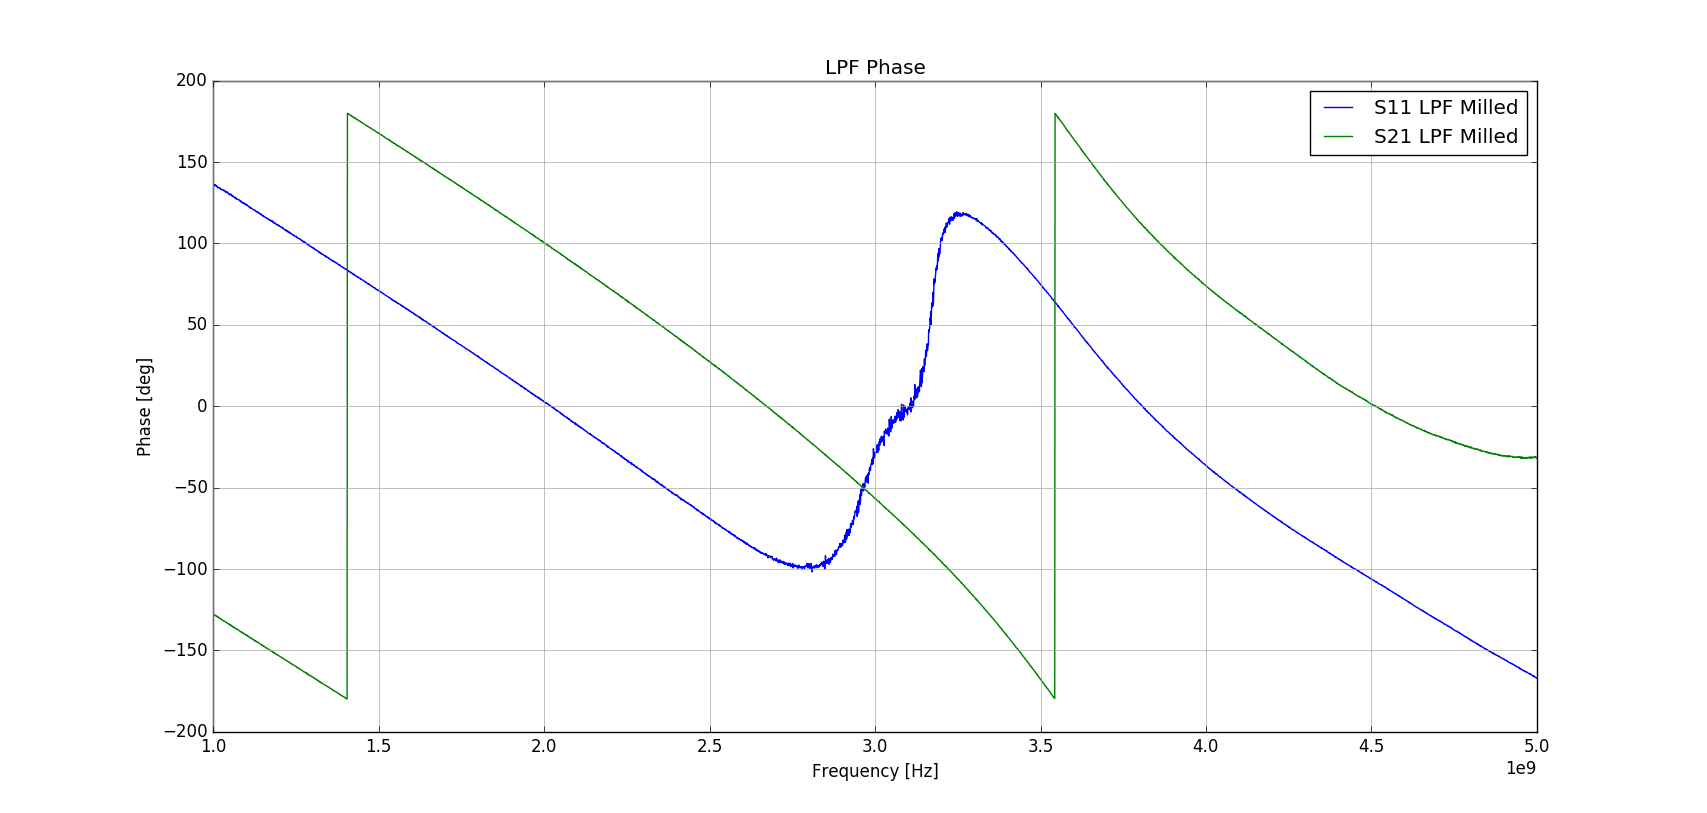 LPF Phase
S11 LPF Milled
S21 LPF Milled
Phase [deg]
200
150
100
50
0
−50
−100
−150
−200
1.0 1.5 2.0 2.5 3.0 3.5 4.0 4.5 5.0
1e9
Frequency [Hz]